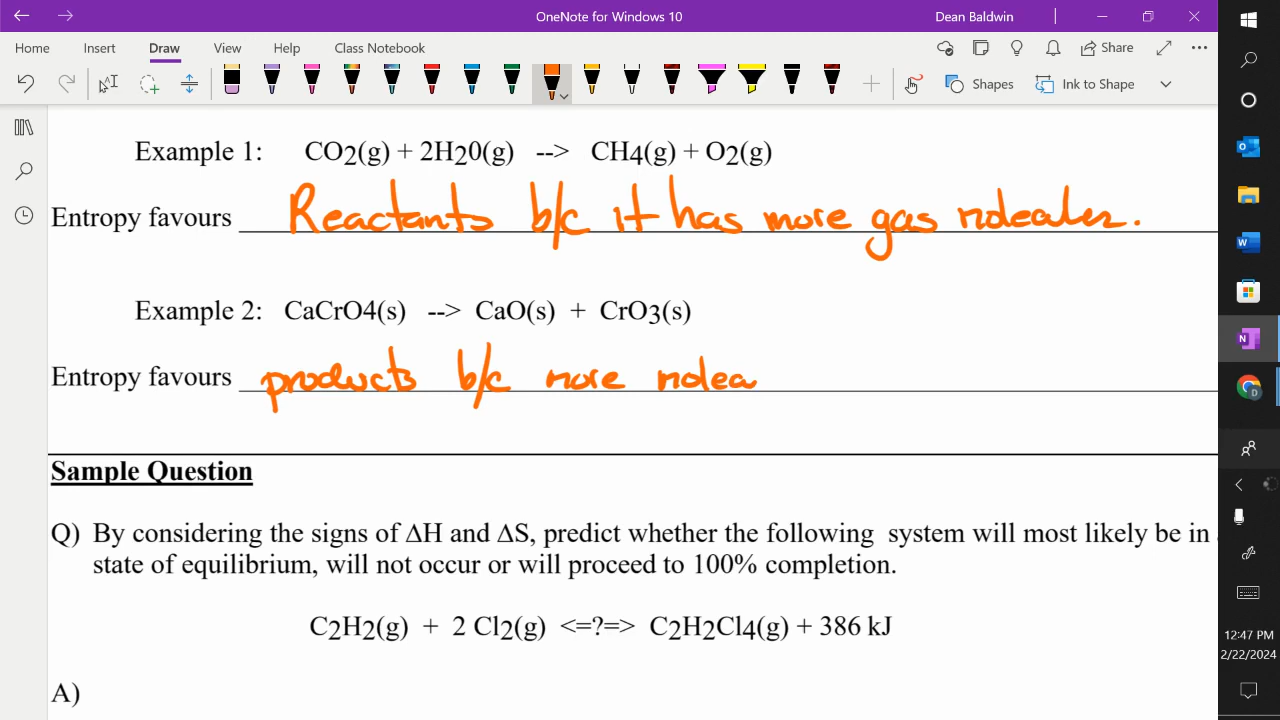 OneNote for Windows 10
Dean Baldwin
Home Insert Draw View Help Class Notebook Share
Shapes Ink to Shape
Example 1: CO2(g) + 2H20(g) --> CH4(g) + O2(g)
Entropy favours Reactants b/c it has more gas molecules.
Example 2: CaCrO4(s) --> CaO(s) + CrO3(s)
Entropy favours products b/c more molec
Sample Question
Q) By considering the signs of ΔH and ΔS, predict whether the following system will most likely be in
state of equilibrium, will not occur or will proceed to 100% completion.
C2H2(g) + 2 Cl2(g) <=?=> C2H2Cl4(g) + 386 kJ
A)
12:47 PM
2/22/2024